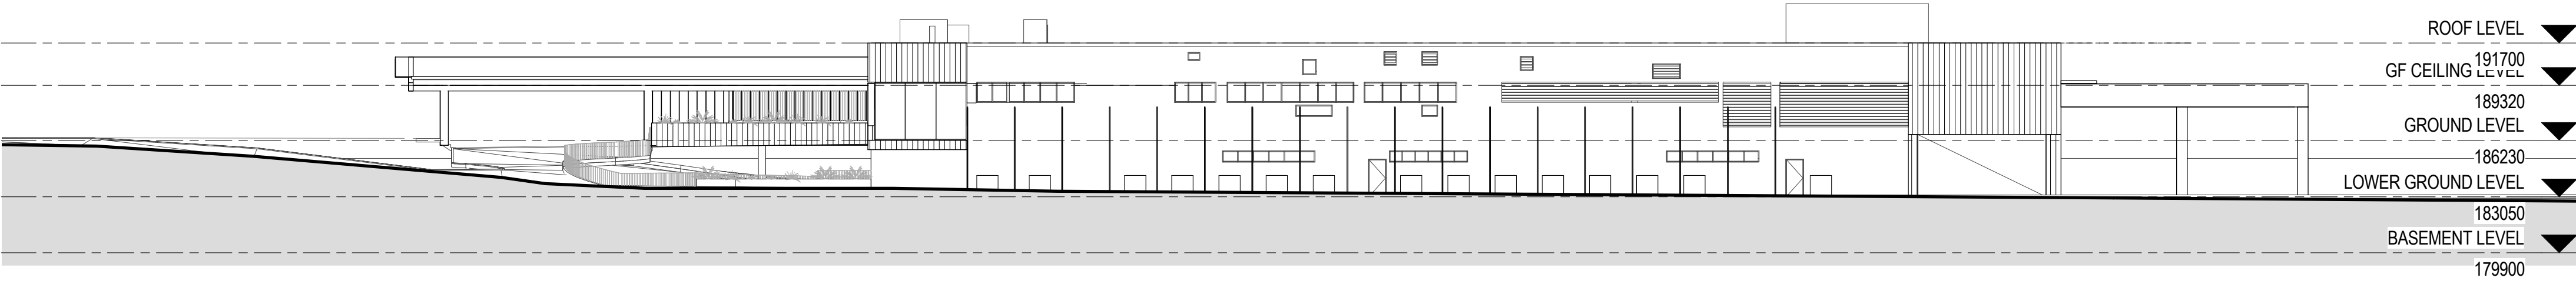 ROOF LEVEL
191700
GF CEILING LEVEL
189320
GROUND LEVEL
186230
LOWER GROUND LEVEL
183050
BASEMENT LEVEL
179900